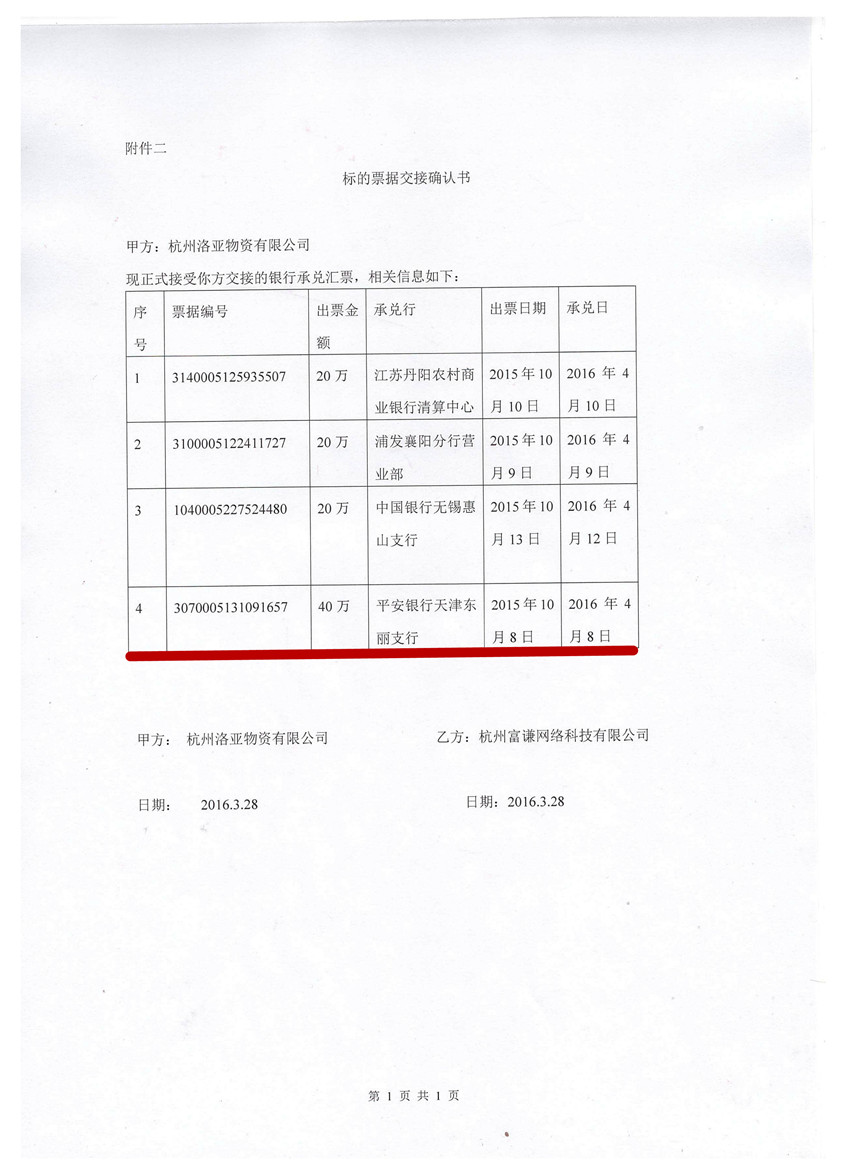 附件二
标的票据交接确认书
甲方：杭州洛亚物资有限公司
现正式接受你方交接的银行承兑汇票，相关信息如下：
序号 票据编号 出票金额 承兑行 出票日期 承兑日
1 3140005125935507 20 万 江苏丹阳农村商业银行清算中心 2015 年 10 月 10 日 2016 年 4 月 10 日
2 3100005122411727 20 万 浦发襄阳分行营业部 2015 年 10 月 9 日 2016 年 4 月 9 日
3 1040005227524480 20 万 中国银行无锡惠山支行 2015 年 10 月 13 日 2016 年 4 月 12 日
4 3070005131091657 40 万 平安银行天津东丽支行 2015 年 10 月 8 日 2016 年 4 月 8 日
甲方： 杭州洛亚物资有限公司 乙方：杭州富谦网络科技有限公司
日期： 2016.3.28 日期：2016.3.28
第 1 页 共 1 页